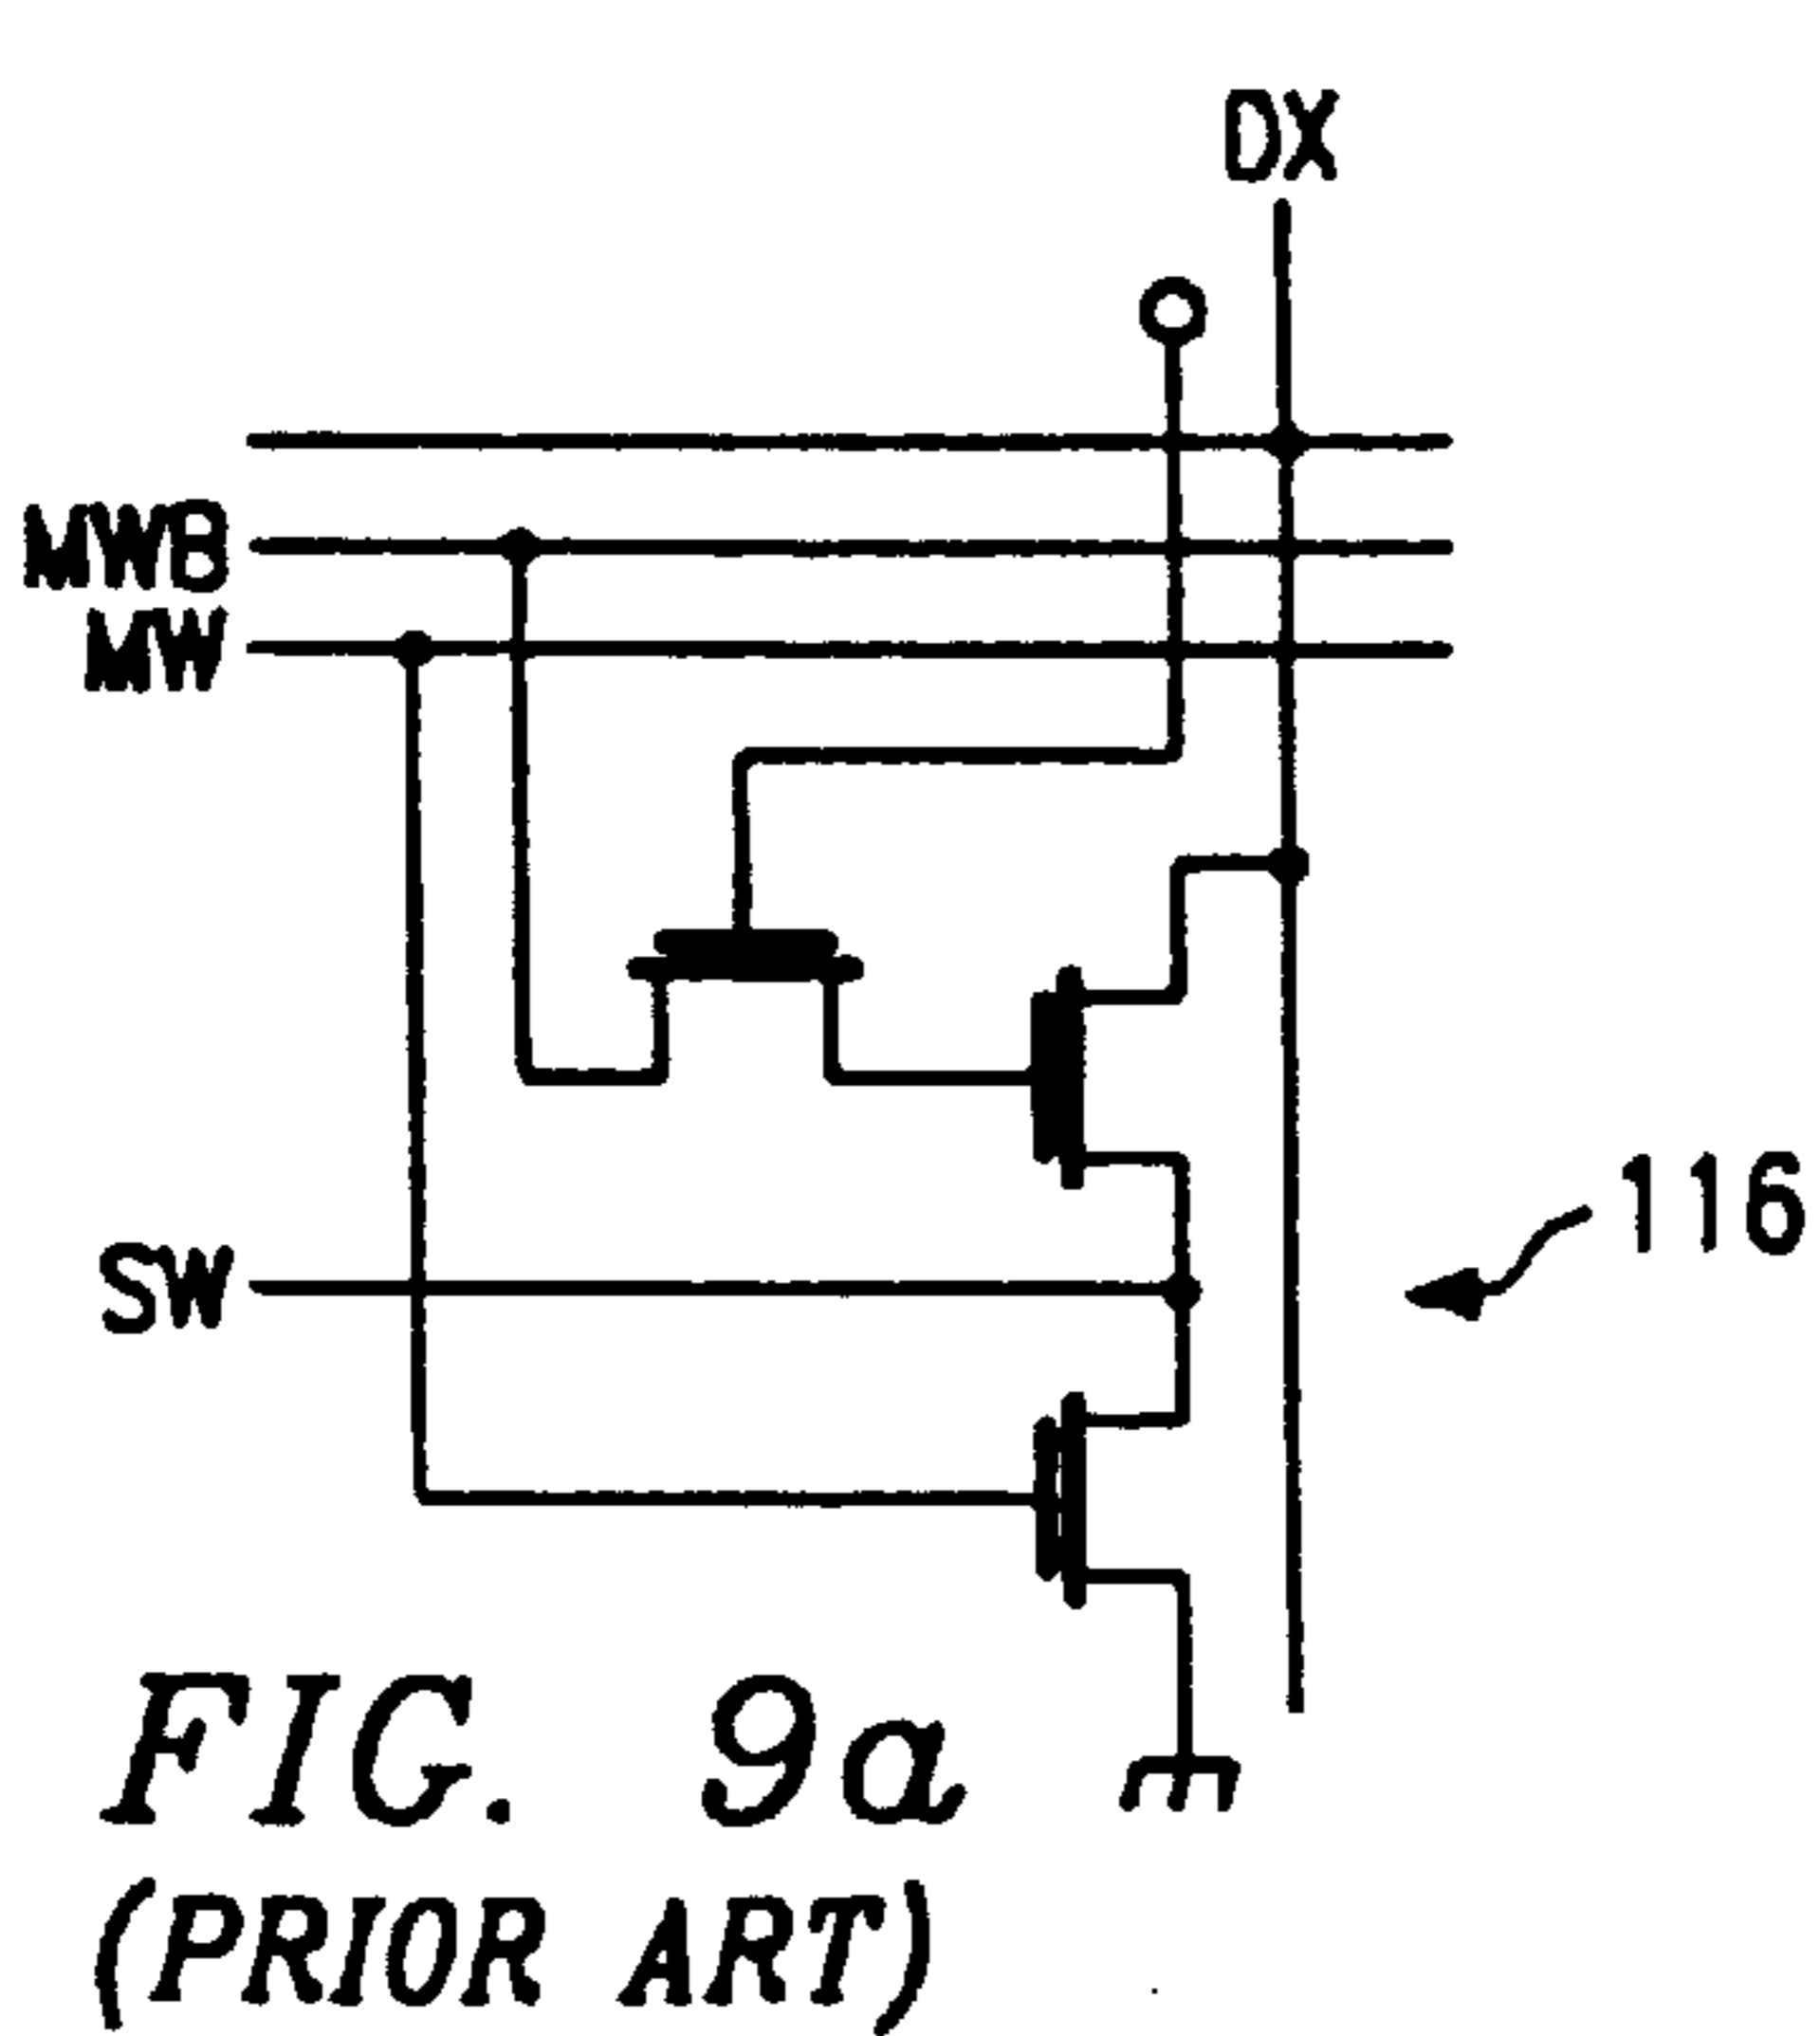 DX
MWB
MW
116
SW
FIG. 9a
(PRIOR ART)